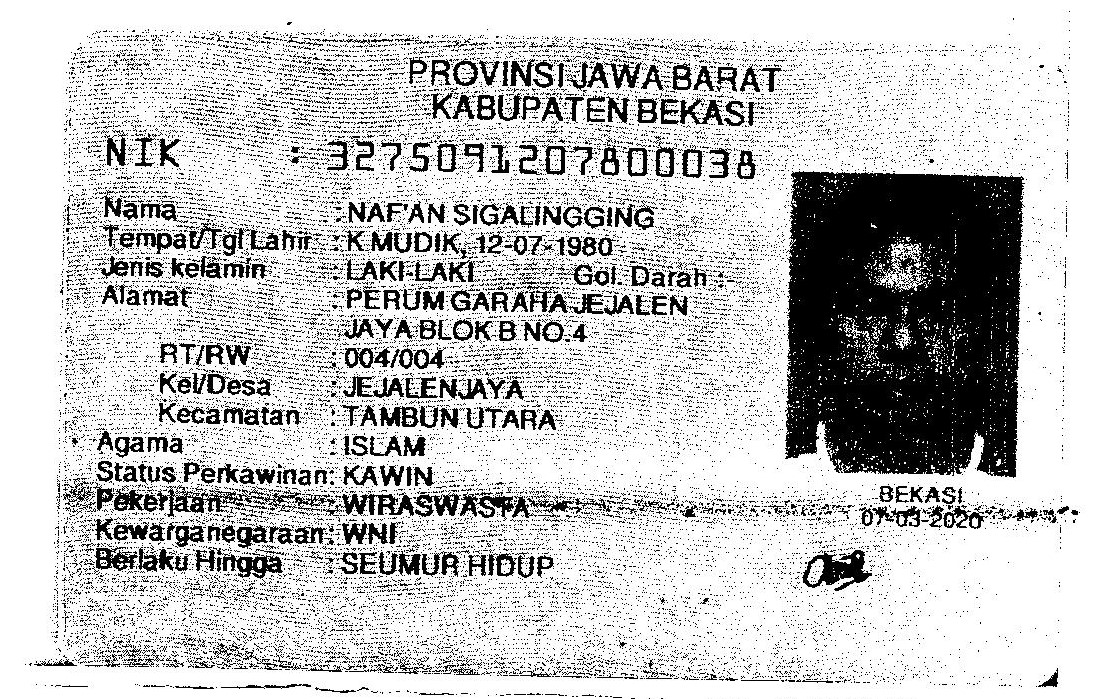 PROVINSI JAWA BARAT
KABUPATEN BEKASI
NIK : 3275091207800038
Nama : NAF'AN SIGALINGGING
Tempat/Tgl Lahir : K MUDIK, 12-07-1980
Jenis kelamin : LAKI-LAKI Gol. Darah :-
Alamat : PERUM GARAHA JEJALEN
JAYA BLOK B NO.4
RT/RW : 004/004
Kel/Desa : JEJALENJAYA
Kecamatan : TAMBUN UTARA
Agama : ISLAM
Status Perkawinan: KAWIN
Pekerjaan : WIRASWASTA
Kewarganegaraan: WNI
Berlaku Hingga : SEUMUR HIDUP
BEKASI
07-03-2020